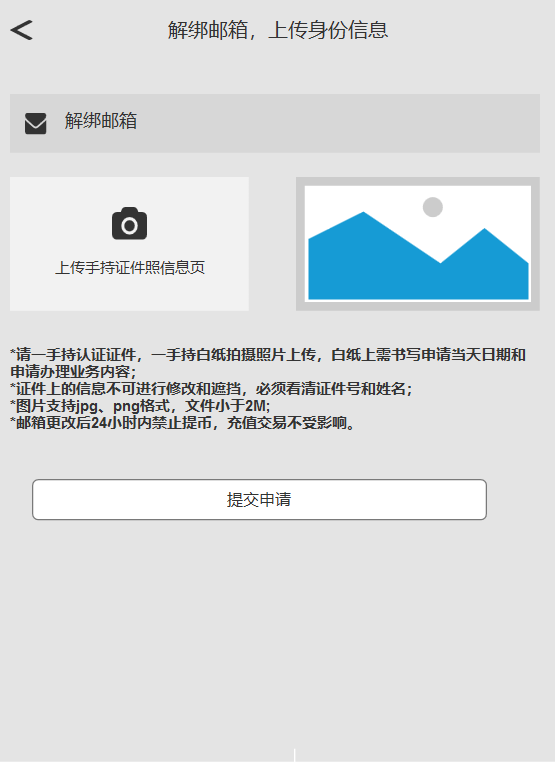 解绑邮箱，上传身份信息
解绑邮箱
上传手持证件照信息页
*请一手持认证证件，一手持白纸拍摄照片上传，白纸上需书写申请当天日期和
申请办理业务内容；
*证件上的信息不可进行修改和遮挡，必须看清证件号和姓名；
*图片支持jpg、png格式，文件小于2M;
*邮箱更改后24小时内禁止提币，充值交易不受影响。
提交申请